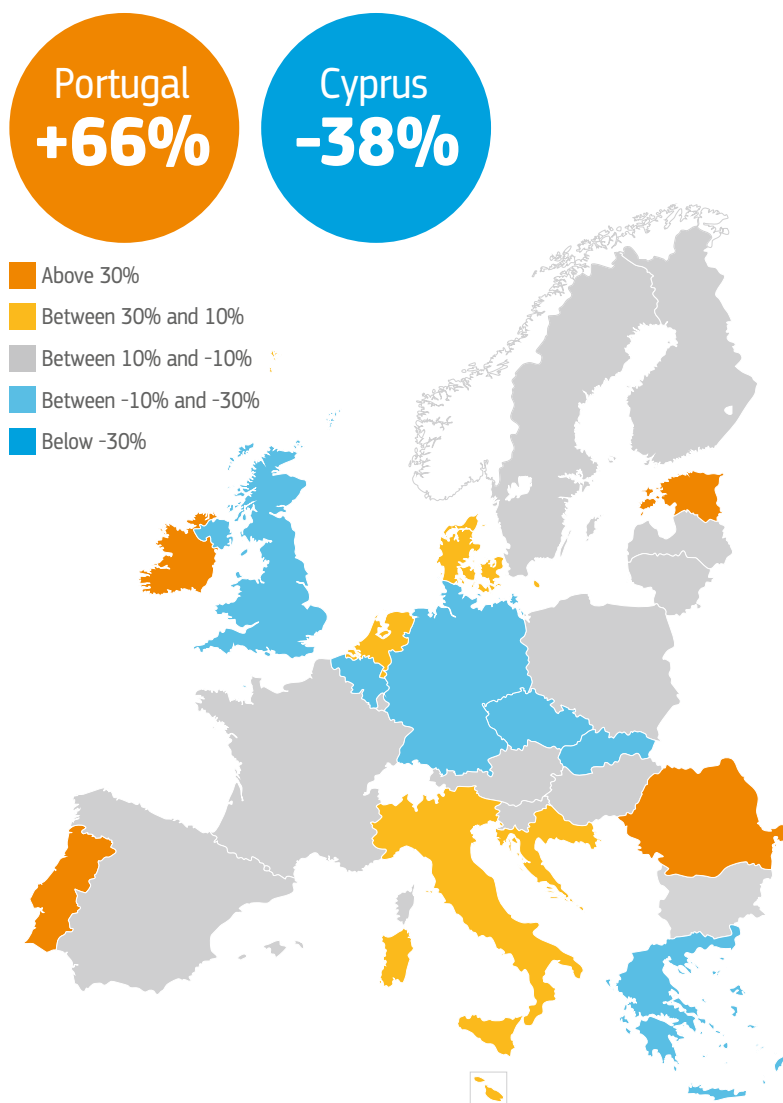 Portugal
+66%
Cyprus
-38%
Above 30%
Between 30% and 10%
Between 10% and -10%
Between -10% and -30%
Below -30%